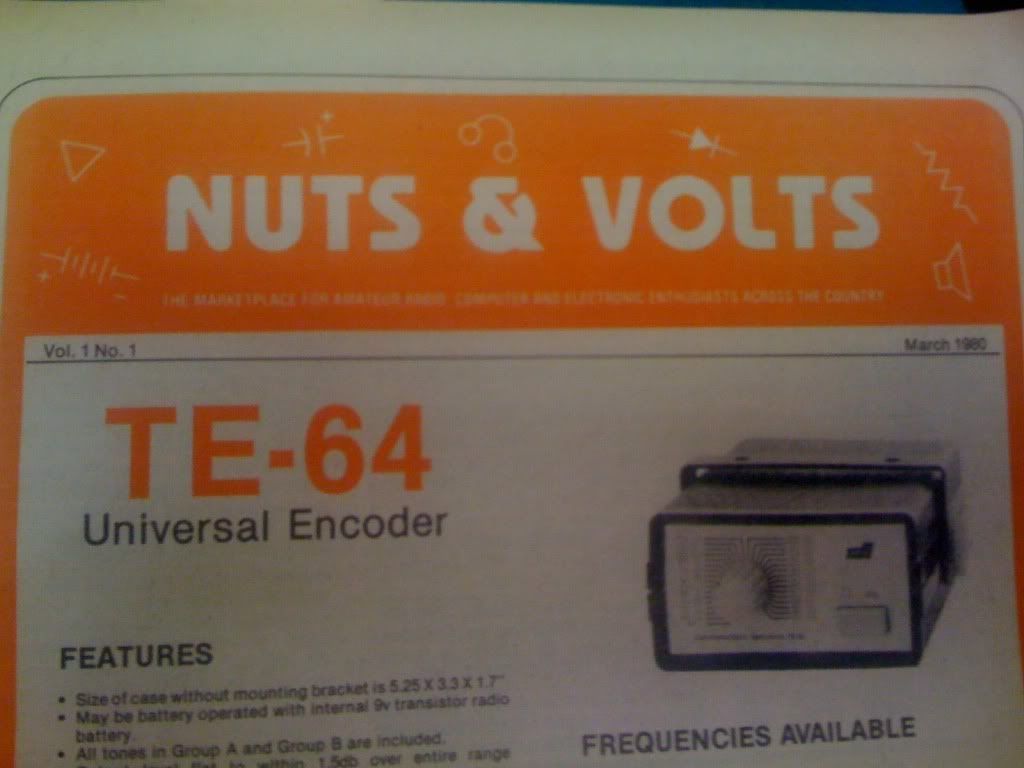 NUTS & VOLTS
THE MARKETPLACE FOR AMATEUR RADIO, COMPUTER AND ELECTRONIC ENTHUSIASTS ACROSS THE COUNTRY
Vol. 1 No. 1
March 1980
TE-64
Universal Encoder
FEATURES
• Size of case without mounting bracket is 5.25 X 3.3 X 1.7"
• May be battery operated with internal 9v transistor radio
battery.
• All tones in Group A and Group B are included.
• Output level flat to within 1.5db over entire range
FREQUENCIES AVAILABLE